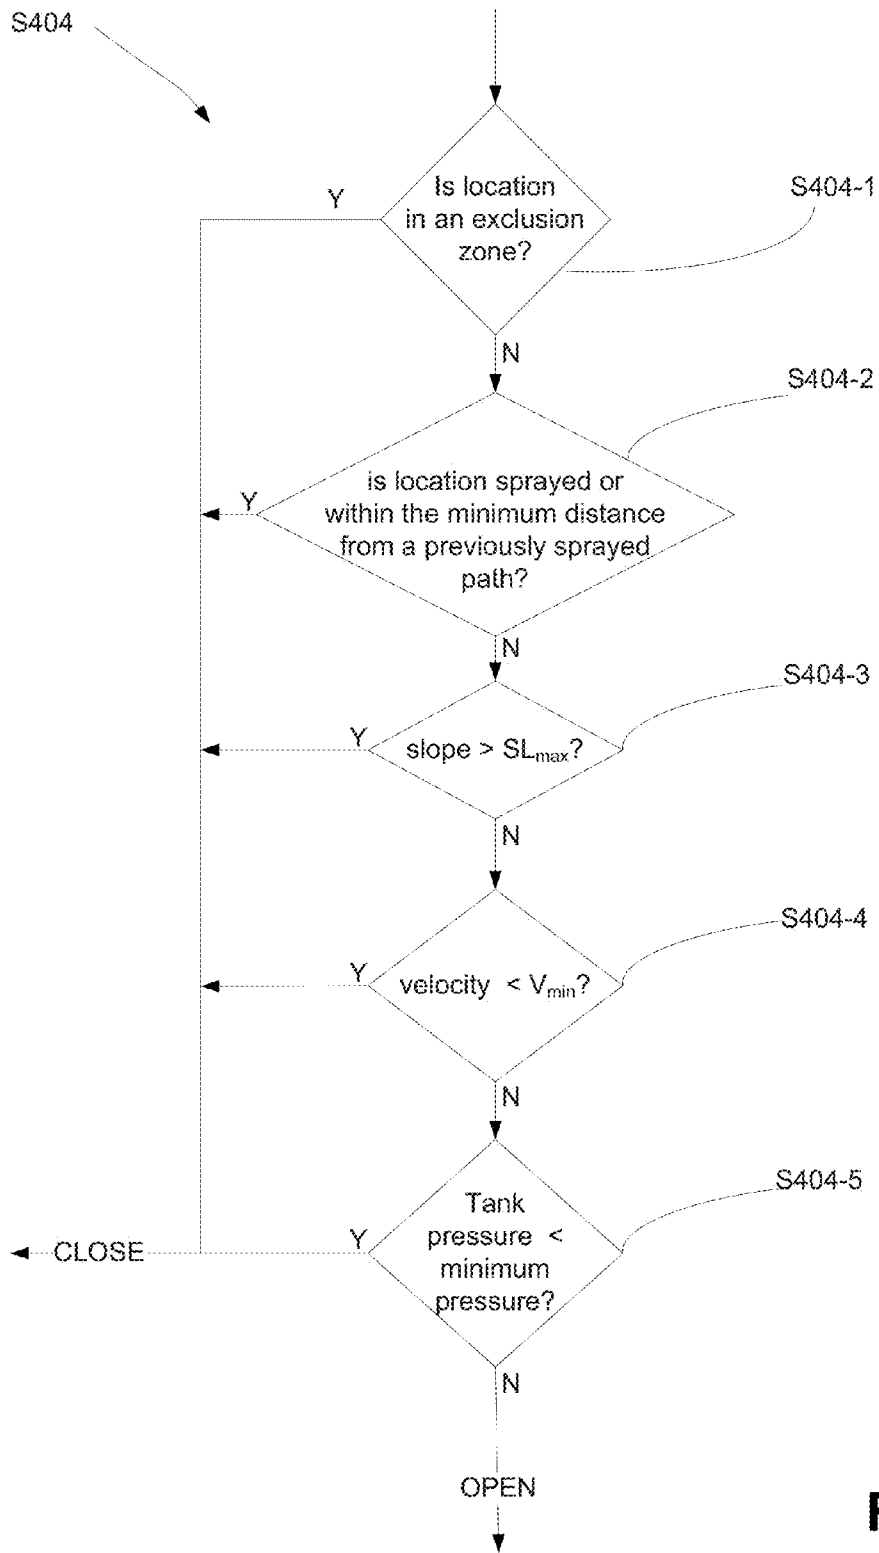 S404
Is location
in an exclusion
zone?
Y
S404-1
N
S404-2
is location sprayed or
within the minimum distance
from a previously sprayed
path?
Y
N
S404-3
slope > SLmax?
Y
N
S404-4
velocity < Vmin?
Y
N
S404-5
Tank
pressure <
minimum
pressure?
Y
CLOSE
N
OPEN